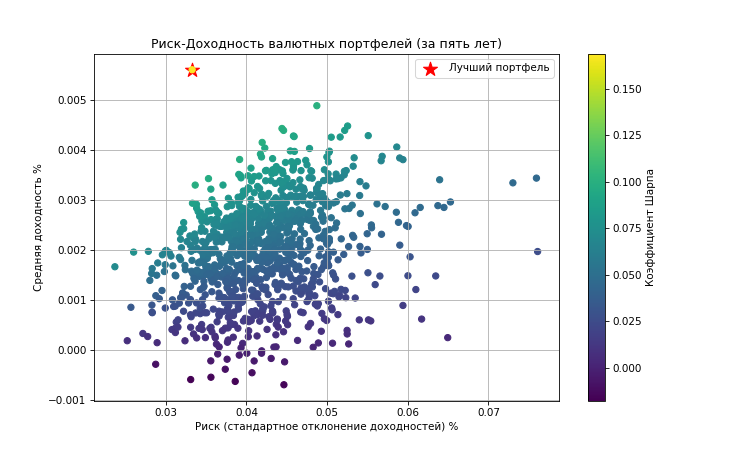 Риск-Доходность валютных портфелей (за пять лет)
Лучший портфель
Средняя доходность %
0.005
0.004
0.003
0.002
0.001
0.000
−0.001
0.03 0.04 0.05 0.06 0.07
Риск (стандартное отклонение доходностей) %
0.150
0.125
0.100
0.075
0.050
0.025
0.000
Коэффициент Шарпа